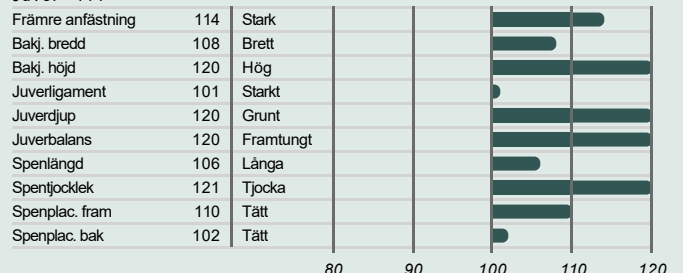 Främre anfästning 114 Stark
Bakj. bredd 108 Brett
Bakj. höjd 120 Hög
Juverligament 101 Starkt
Juverdjup 120 Grunt
Juverbalans 120 Framtungt
Spenlängd 106 Långa
Spentjocklek 121 Tjocka
Spenplac. fram 110 Tätt
Spenplac. bak 102 Tätt
80 90 100 110 120